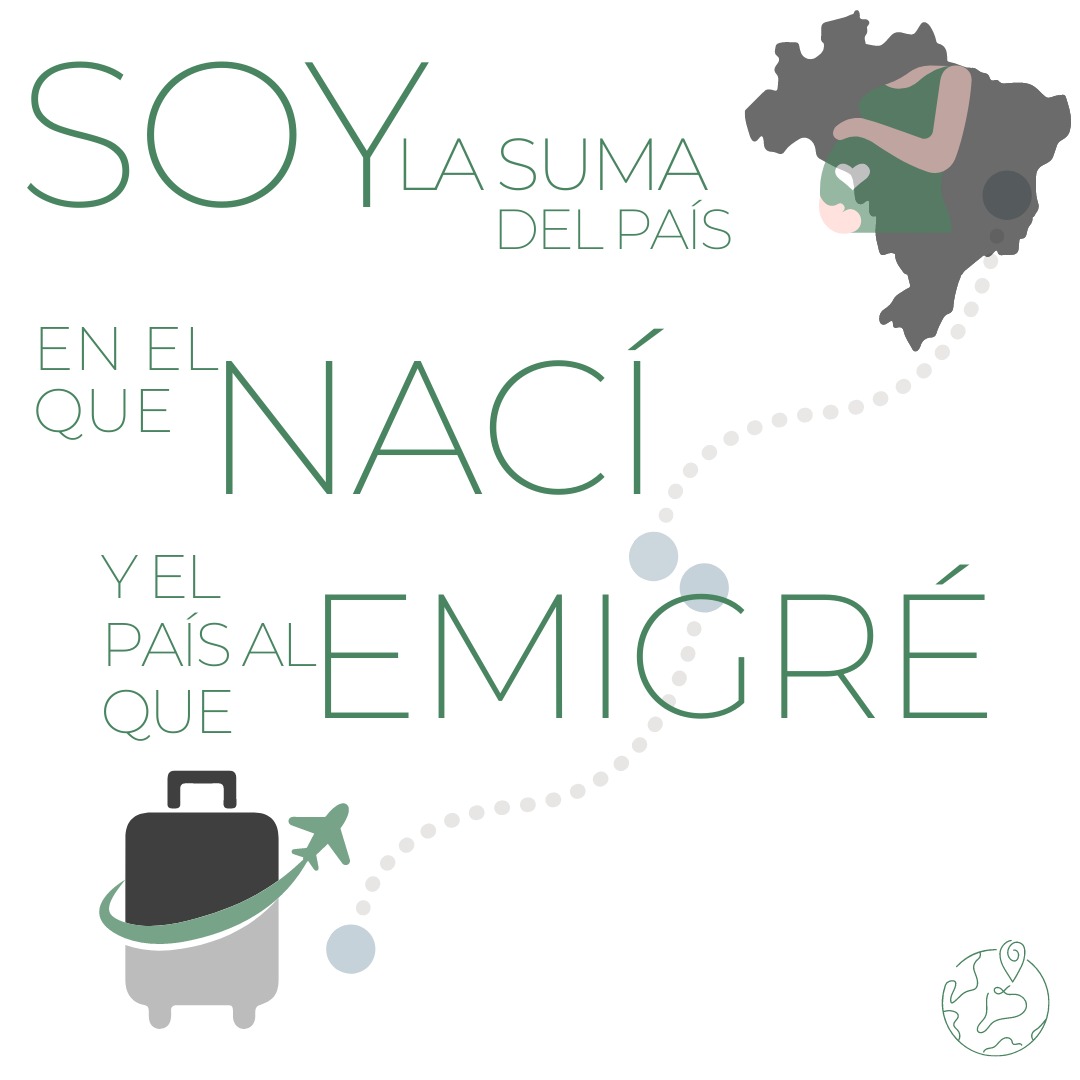 SOY LA SUMA
DEL PAÍS
EN EL
QUE NACÍ
Y EL
PAÍS AL EMIGRÉ
QUE